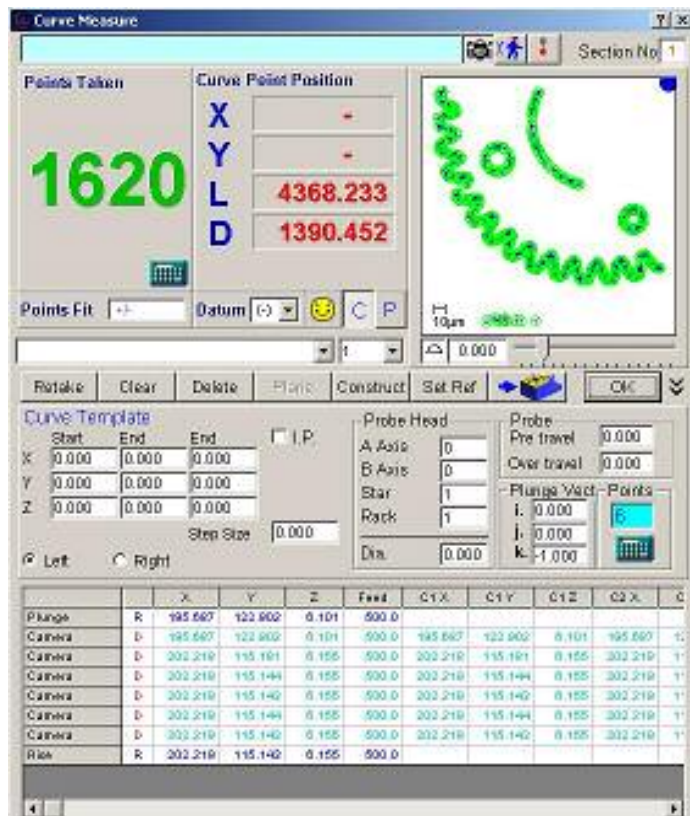 Curve Measure
Section No 1
Points Taken
1620
Curve Point Position
X -
Y -
L 4368.233
D 1390.452
Points Fit +/-
Datum (-) C P
10µm
1
0.000
Retake Clear Delete Plane Construct Set Ref OK
Curve Template
Start End End I.P.
X 0.000 0.000 0.000
Y 0.000 0.000 0.000
Z 0.000 0.000 0.000
Step Size 0.000
Left Right
Probe Head
A Axis 0
B Axis 0
Star 1
Rack 1
Dia. 0.000
Probe
Pre travel 0.000
Over travel 0.000
Plunge Vect
i. 0.000
j. 0.000
k. -1.000
Points
6
X Y Z Feed C1 X C1 Y C1 Z C2 X C
Plunge R 195.687 122.902 6.101 500.0
Camera D 195.687 122.902 6.101 500.0 195.687 122.902 6.101 195.687
Camera D 202.219 115.181 6.155 500.0 202.219 115.181 6.155 202.219
Camera D 202.219 115.144 6.155 500.0 202.219 115.144 6.155 202.219
Camera D 202.219 115.142 6.155 500.0 202.219 115.142 6.155 202.219
Camera D 202.219 115.144 6.155 500.0 202.219 115.144 6.155 202.219
Camera D 202.219 115.142 6.155 500.0 202.219 115.142 6.155 202.219
Rise R 202.219 115.142 6.155 500.0